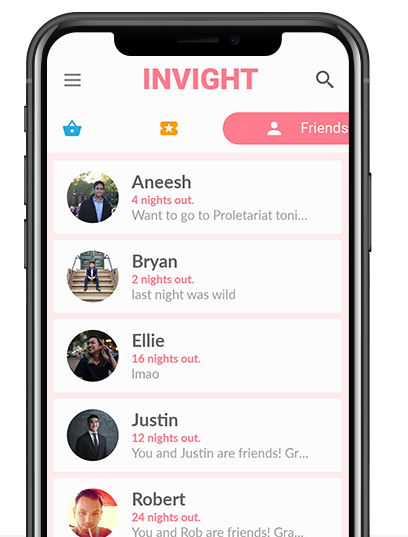 INVIGHT
Friends
Aneesh
4 nights out.
Want to go to Proletariat toni...
Bryan
2 nights out.
last night was wild
Ellie
16 nights out.
lmao
Justin
12 nights out.
You and Justin are friends! Gr...
Robert
24 nights out.
You and Rob are friends! Gra...